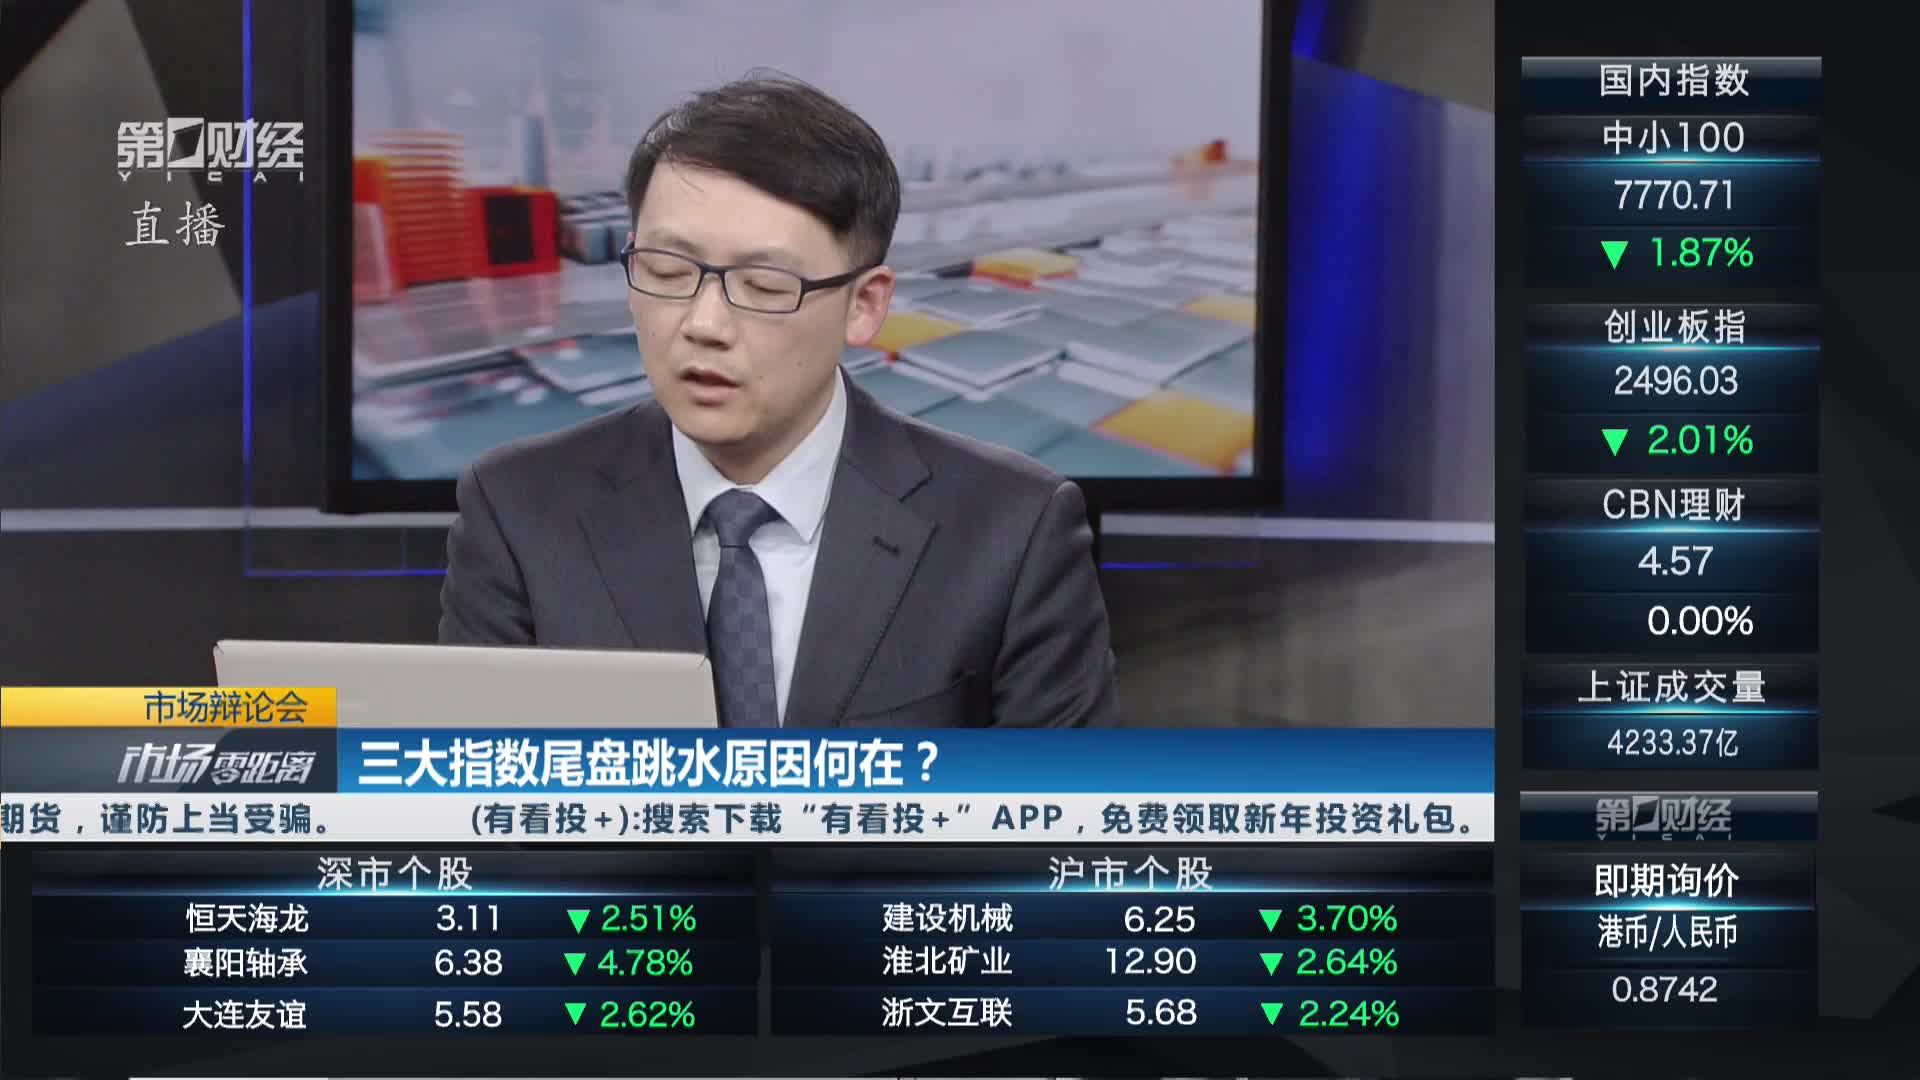 第一财经
YICAI
直播
市场辩论会
市场零距离
三大指数尾盘跳水原因何在？
期货，谨防上当受骗。 (有看投+):搜索下载“有看投+”APP，免费领取新年投资礼包。
深市个股
恒天海龙 3.11 ▼ 2.51%
襄阳轴承 6.38 ▼ 4.78%
大连友谊 5.58 ▼ 2.62%
沪市个股
建设机械 6.25 ▼ 3.70%
淮北矿业 12.90 ▼ 2.64%
浙文互联 5.68 ▼ 2.24%
国内指数
中小100
7770.71
▼ 1.87%
创业板指
2496.03
▼ 2.01%
CBN理财
4.57
0.00%
上证成交量
4233.37亿
第一财经
YICAI
即期询价
港币/人民币
0.8742